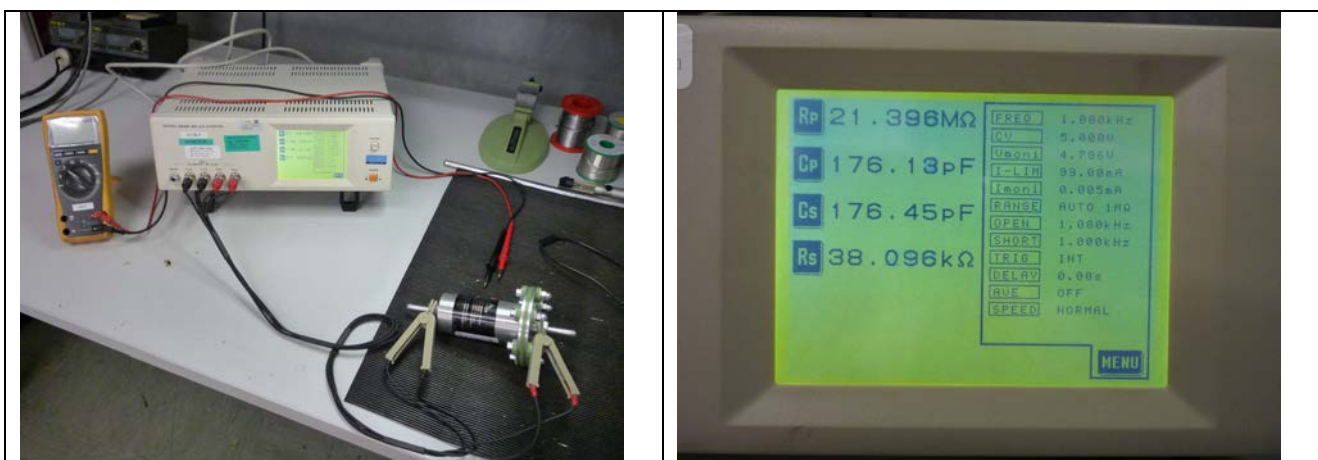 Rp 21.396MΩ
Cp 176.13pF
Cs 176.45pF
Rs 38.096kΩ
FREQ 1.000kHz
CV 5.000V
Vmoni 4.796V
I-LIM 99.00mA
Imoni 0.005mA
RANGE AUTO 1MΩ
OPEN 1.000kHz
SHORT 1.000kHz
TRIG INT
DELAY 0.00s
AVE OFF
SPEED NORMAL
MENU